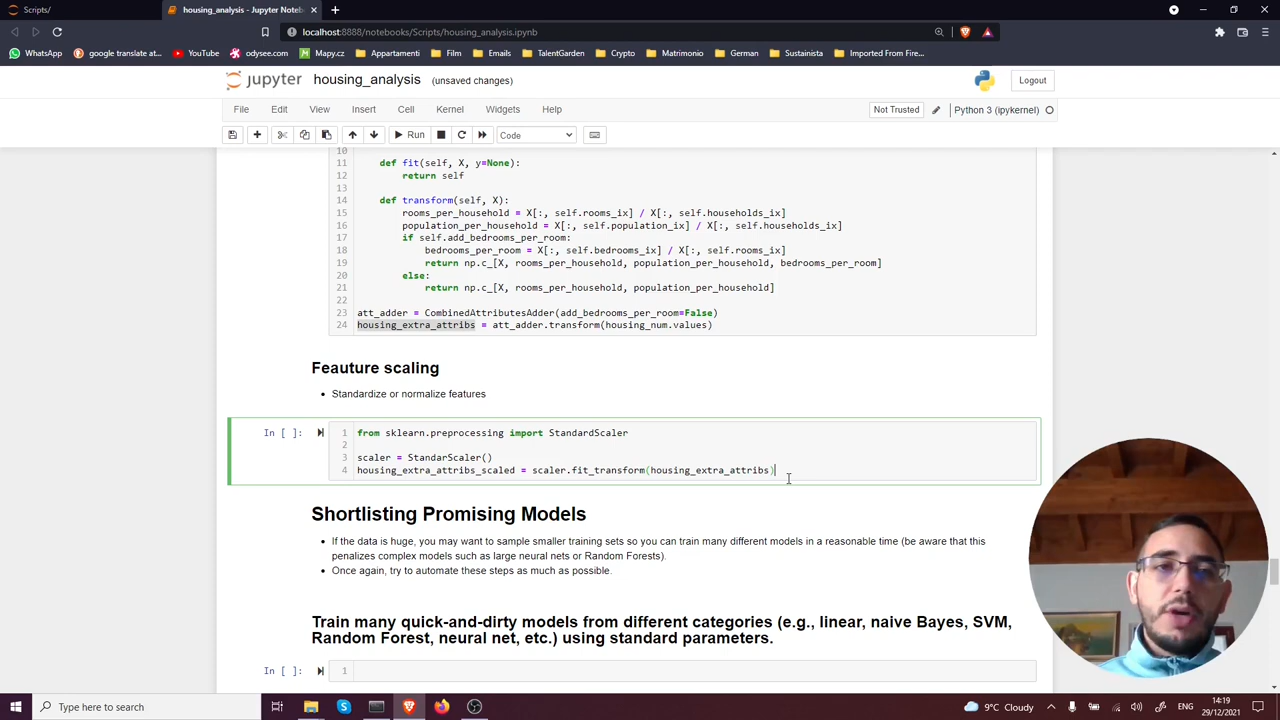 Scripts/
housing_analysis - Jupyter Noteb
localhost:8888/notebooks/Scripts/housing_analysis.ipynb
WhatsApp
google translate at...
YouTube
odysee.com
Mapy.cz
Appartamenti
Film
Emails
TalentGarden
Crypto
Matrimonio
German
Sustainista
Imported From Fire...
jupyter
housing_analysis
(unsaved changes)
Logout
File Edit View Insert Cell Kernel Widgets Help
Not Trusted
Python 3 (ipykernel)
Run
Code
10
11 def fit(self, X, y=None):
12 return self
13
14 def transform(self, X):
15 rooms_per_household = X[:, self.rooms_ix] / X[:, self.households_ix]
16 population_per_household = X[:, self.population_ix] / X[:, self.households_ix]
17 if self.add_bedrooms_per_room:
18 bedrooms_per_room = X[:, self.bedrooms_ix] / X[:, self.rooms_ix]
19 return np.c_[X, rooms_per_household, population_per_household, bedrooms_per_room]
20 else:
21 return np.c_[X, rooms_per_household, population_per_household]
22
23 att_adder = CombinedAttributesAdder(add_bedrooms_per_room=False)
24 housing_extra_attribs = att_adder.transform(housing_num.values)
Feauture scaling
• Standardize or normalize features
In [ ]:
1 from sklearn.preprocessing import StandardScaler
2
3 scaler = StandarScaler()
4 housing_extra_attribs_scaled = scaler.fit_transform(housing_extra_attribs)
Shortlisting Promising Models
• If the data is huge, you may want to sample smaller training sets so you can train many different models in a reasonable time (be aware that this
penalizes complex models such as large neural nets or Random Forests).
• Once again, try to automate these steps as much as possible.
Train many quick-and-dirty models from different categories (e.g., linear, naive Bayes, SVM,
Random Forest, neural net, etc.) using standard parameters.
In [ ]:
1
Type here to search
9°C Cloudy
ENG
14:19
29/12/2021